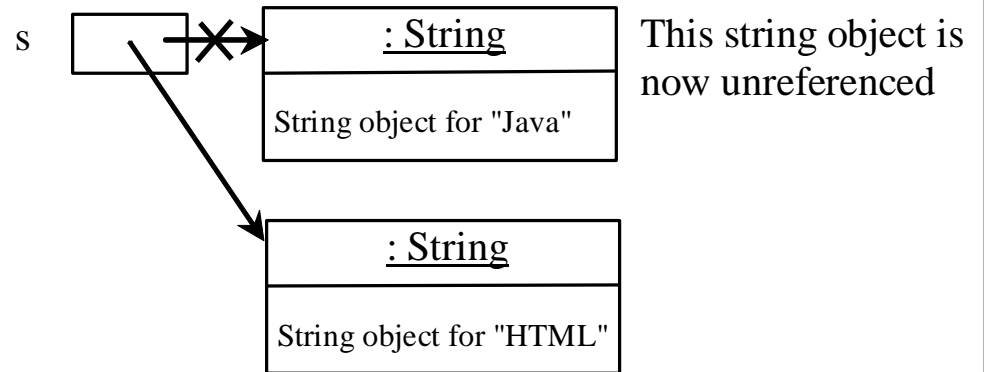 s
: String
This string object is
now unreferenced
String object for "Java"
: String
String object for "HTML"